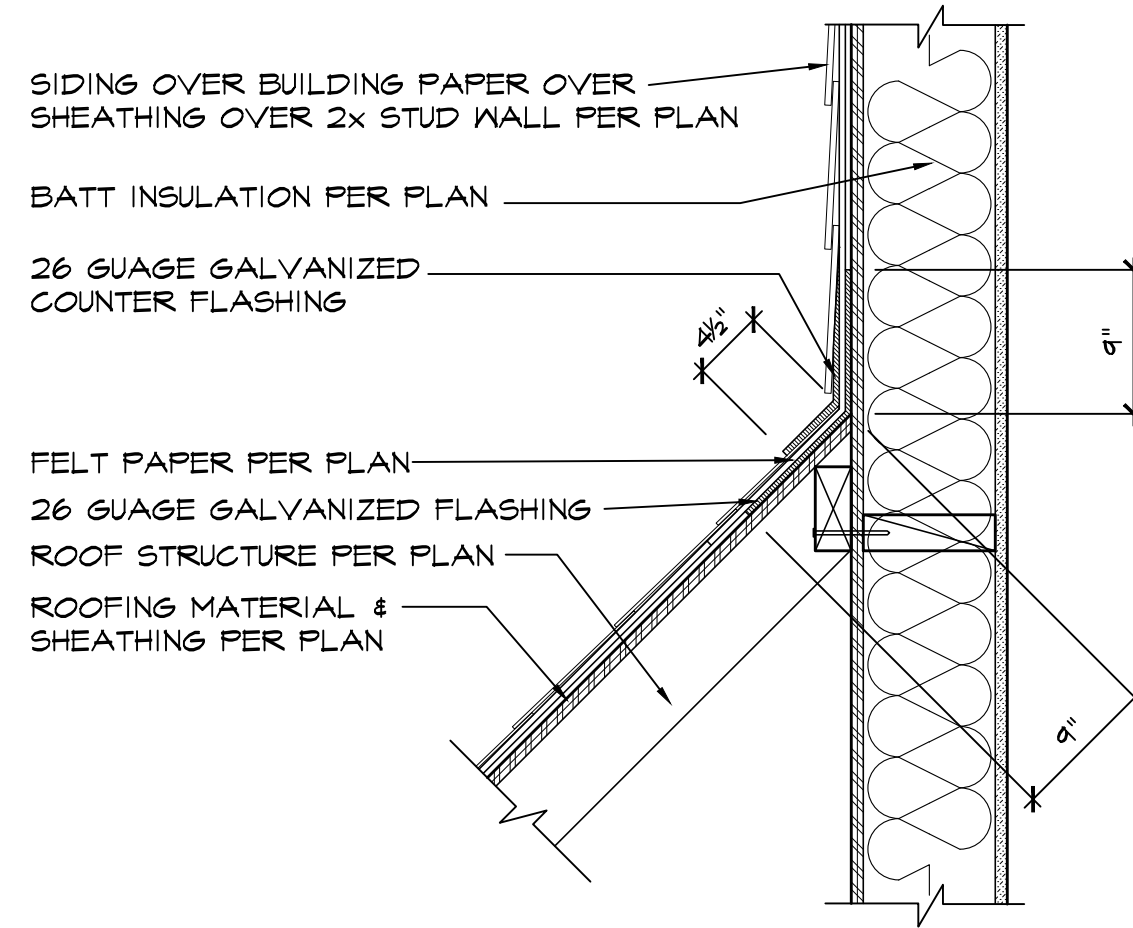 SIDING OVER BUILDING PAPER OVER
SHEATHING OVER 2x STUD WALL PER PLAN
BATT INSULATION PER PLAN
26 GUAGE GALVANIZED
COUNTER FLASHING
4½"
9"
FELT PAPER PER PLAN
26 GUAGE GALVANIZED FLASHING
ROOF STRUCTURE PER PLAN
ROOFING MATERIAL &
SHEATHING PER PLAN
9"